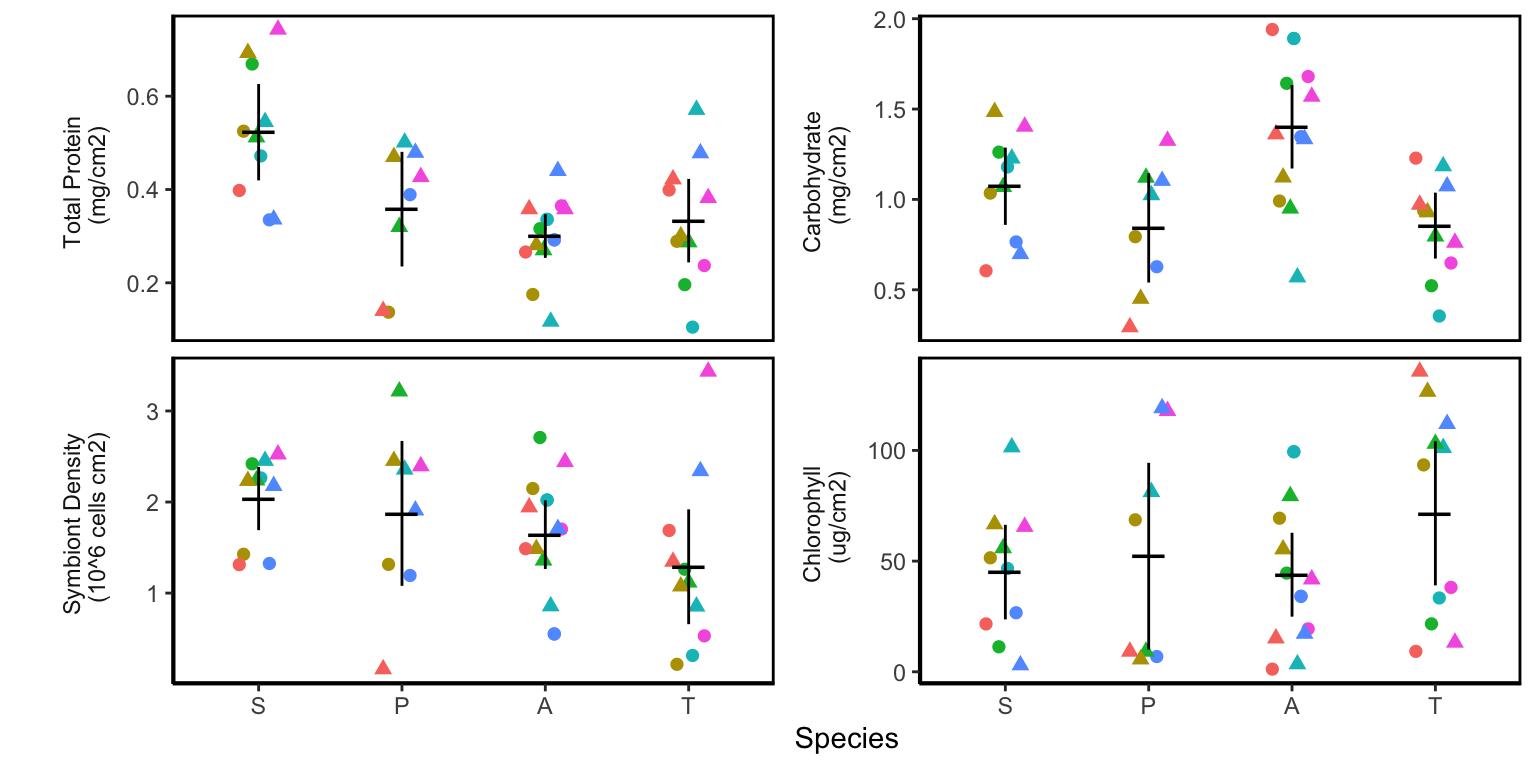 Total Protein
(mg/cm2)
0.6
0.4
0.2
Carbohydrate
(mg/cm2)
2.0
1.5
1.0
0.5
Symbiont Density
(10^6 cells cm2)
3
2
1
S P A T
Chlorophyll
(ug/cm2)
100
50
0
S P A T
Species